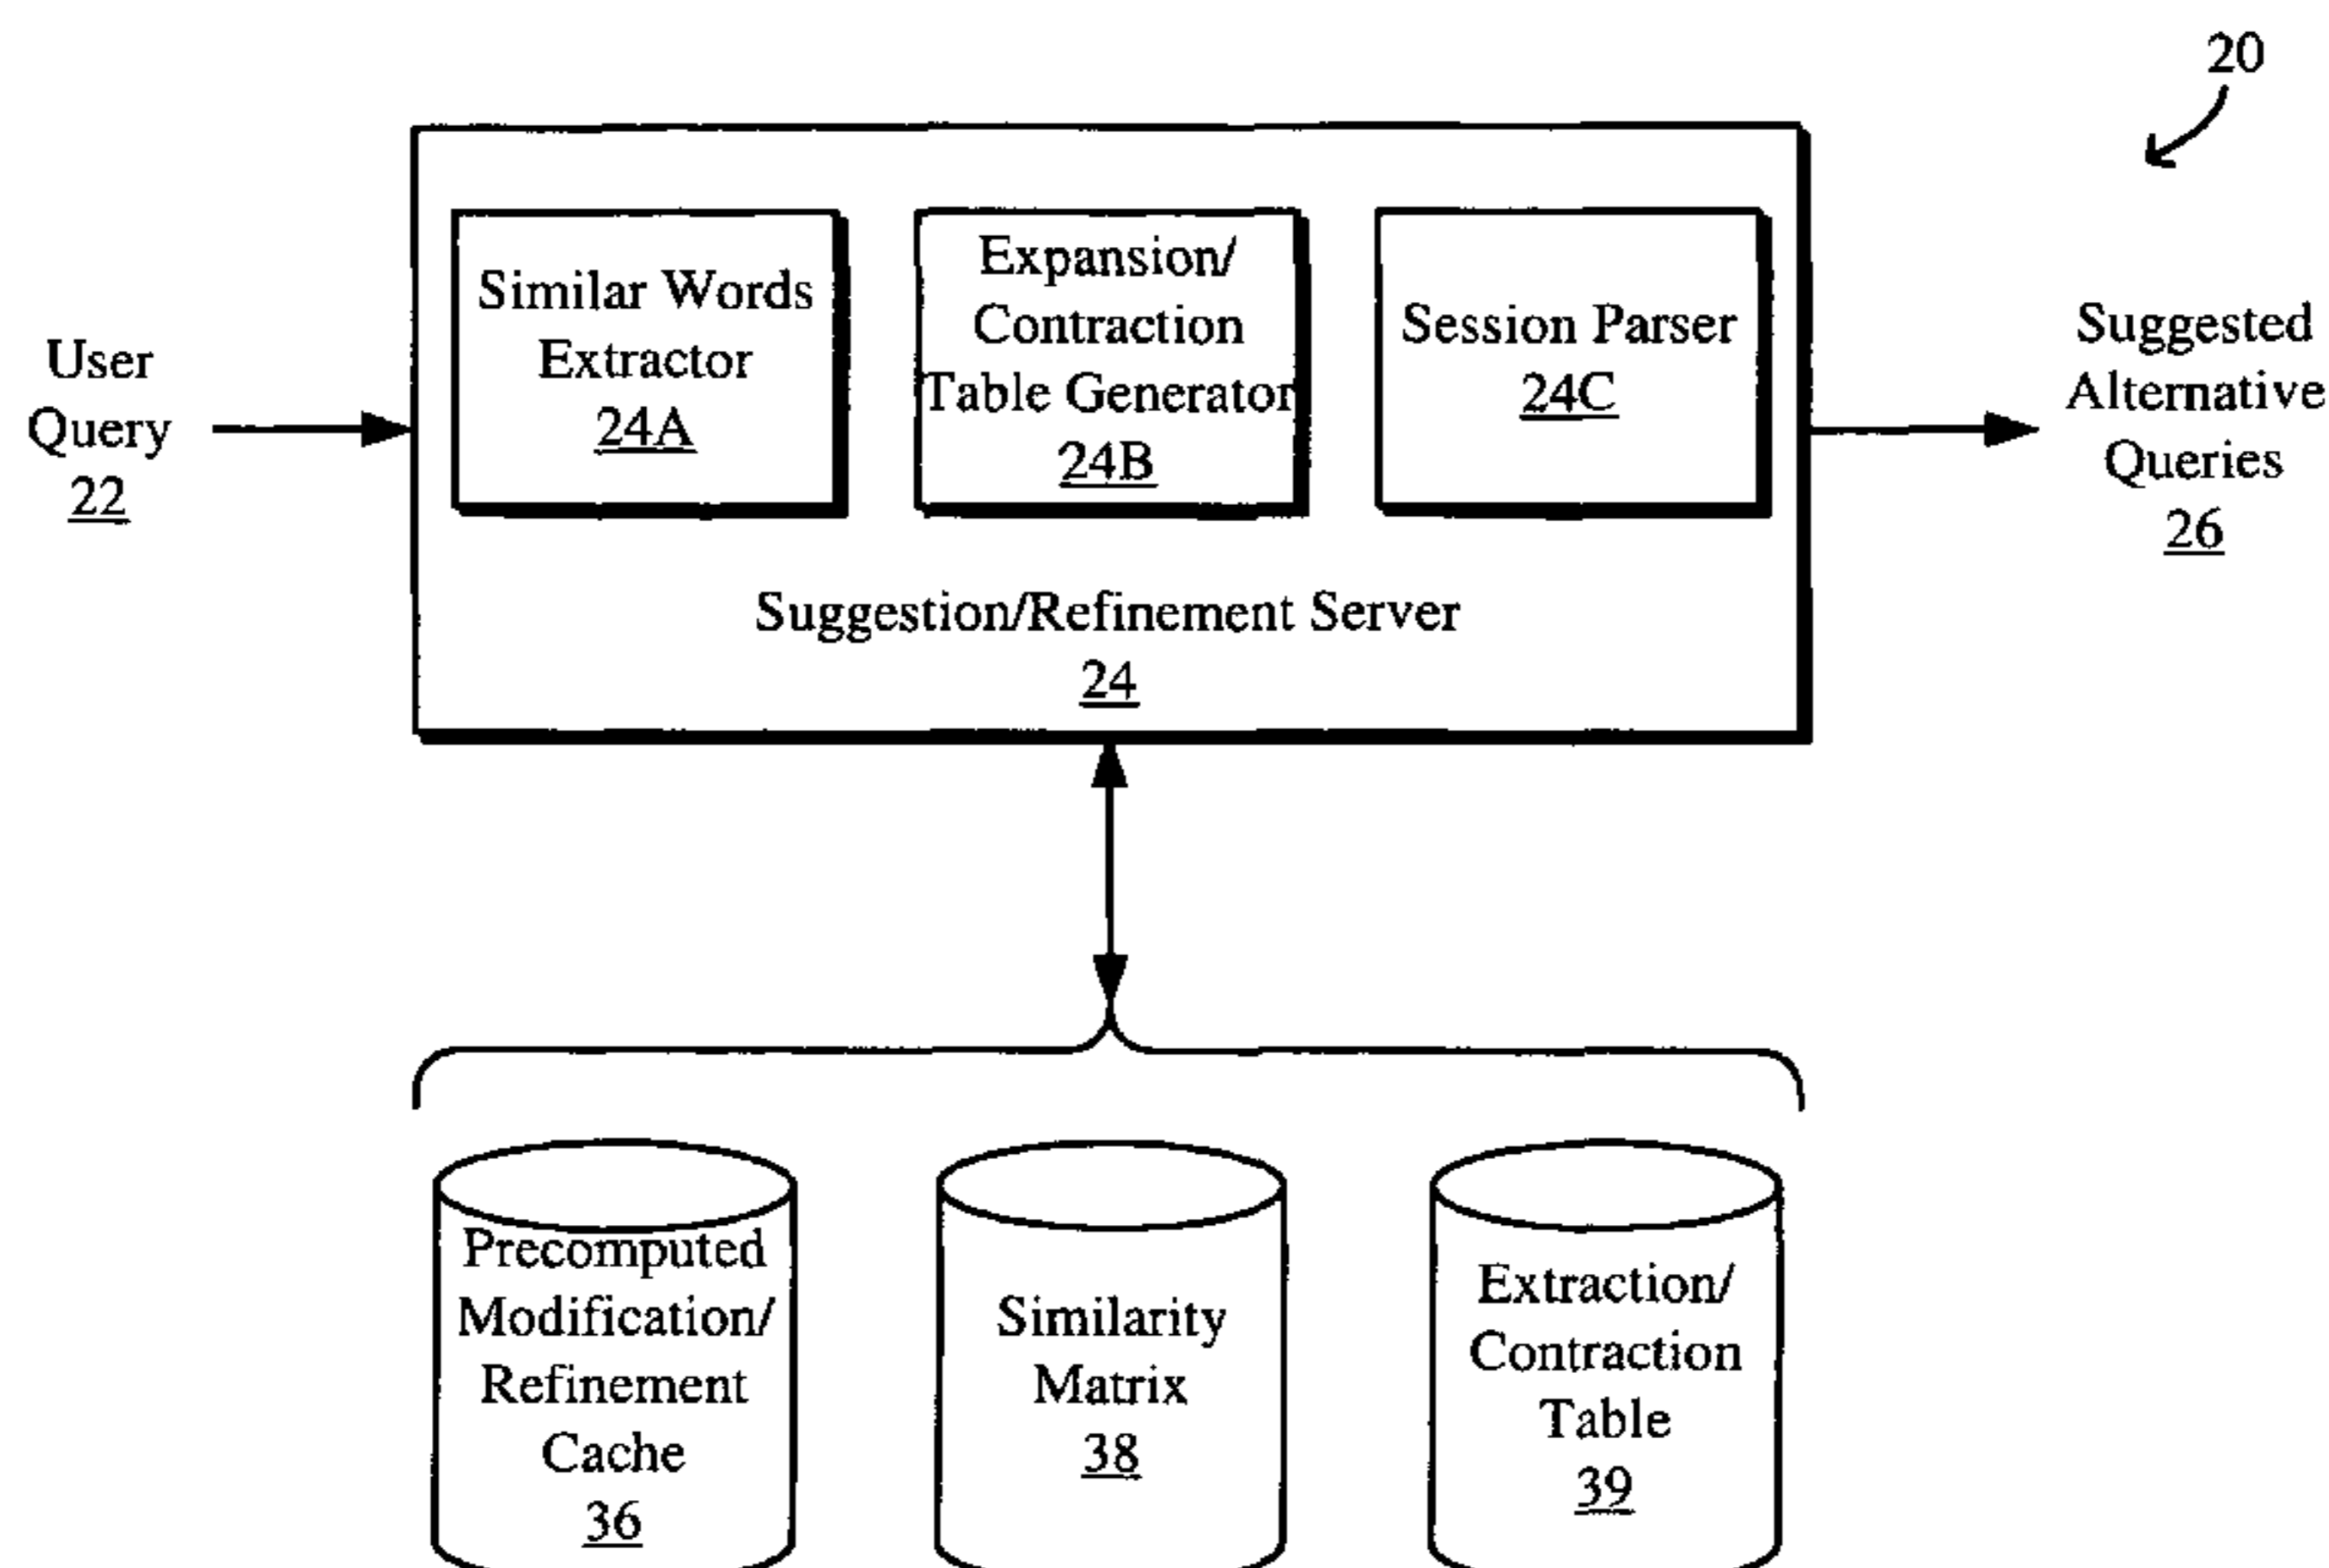 20
User
Query
22
Similar Words
Extractor
24A
Expansion/
Contraction
Table Generator
24B
Session Parser
24C
Suggestion/Refinement Server
24
Suggested
Alternative
Queries
26
Precomputed
Modification/
Refinement
Cache
36
Similarity
Matrix
38
Extraction/
Contraction
Table
39